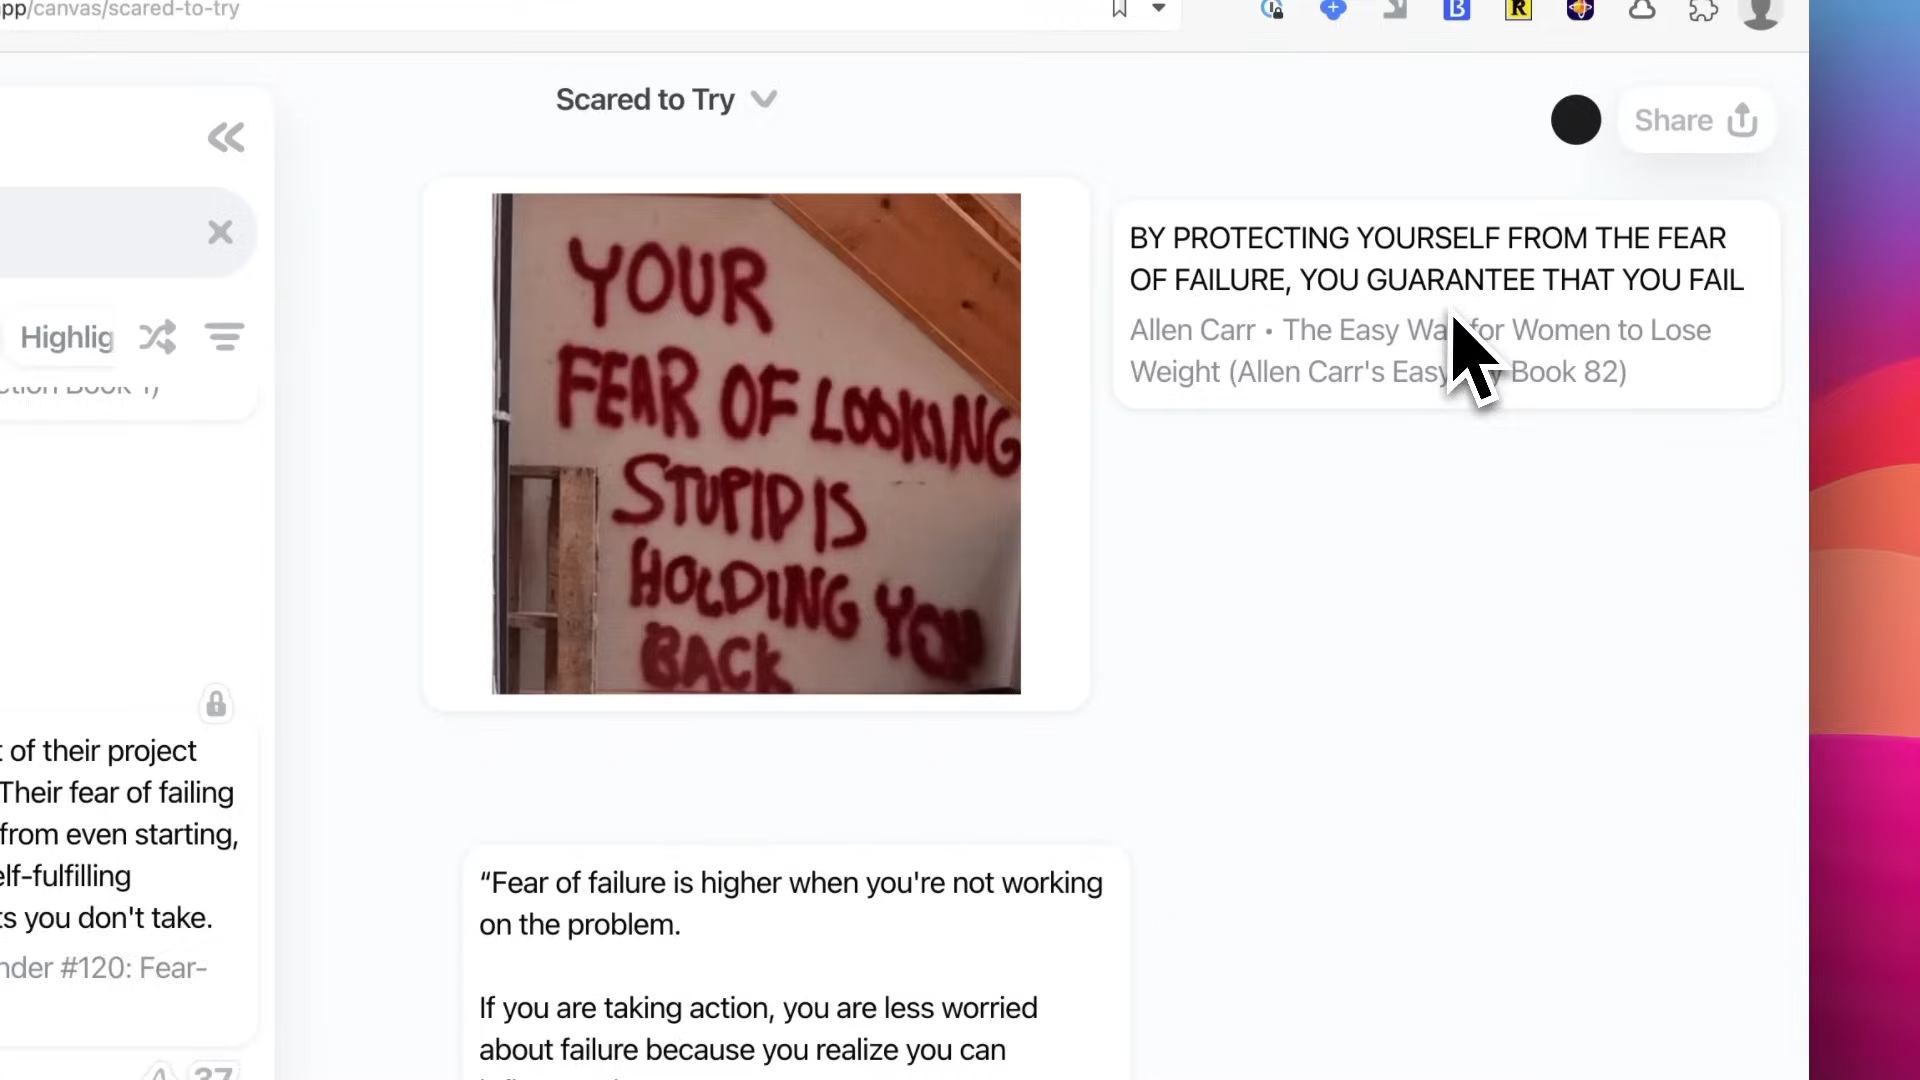 pp/canvas/scared-to-try
Scared to Try
Share
Highlig
YOUR
FEAR OF LOOKING
STUPID IS
HOLDING YOU
BACK
BY PROTECTING YOURSELF FROM THE FEAR
OF FAILURE, YOU GUARANTEE THAT YOU FAIL
Allen Carr • The Easy Wa for Women to Lose
Weight (Allen Carr's Easy Book 82)
Book 1)
t of their project
Their fear of failing
from even starting,
elf-fulfilling
ts you don't take.
nder #120: Fear-
37
“Fear of failure is higher when you're not working
on the problem.
If you are taking action, you are less worried
about failure because you realize you can